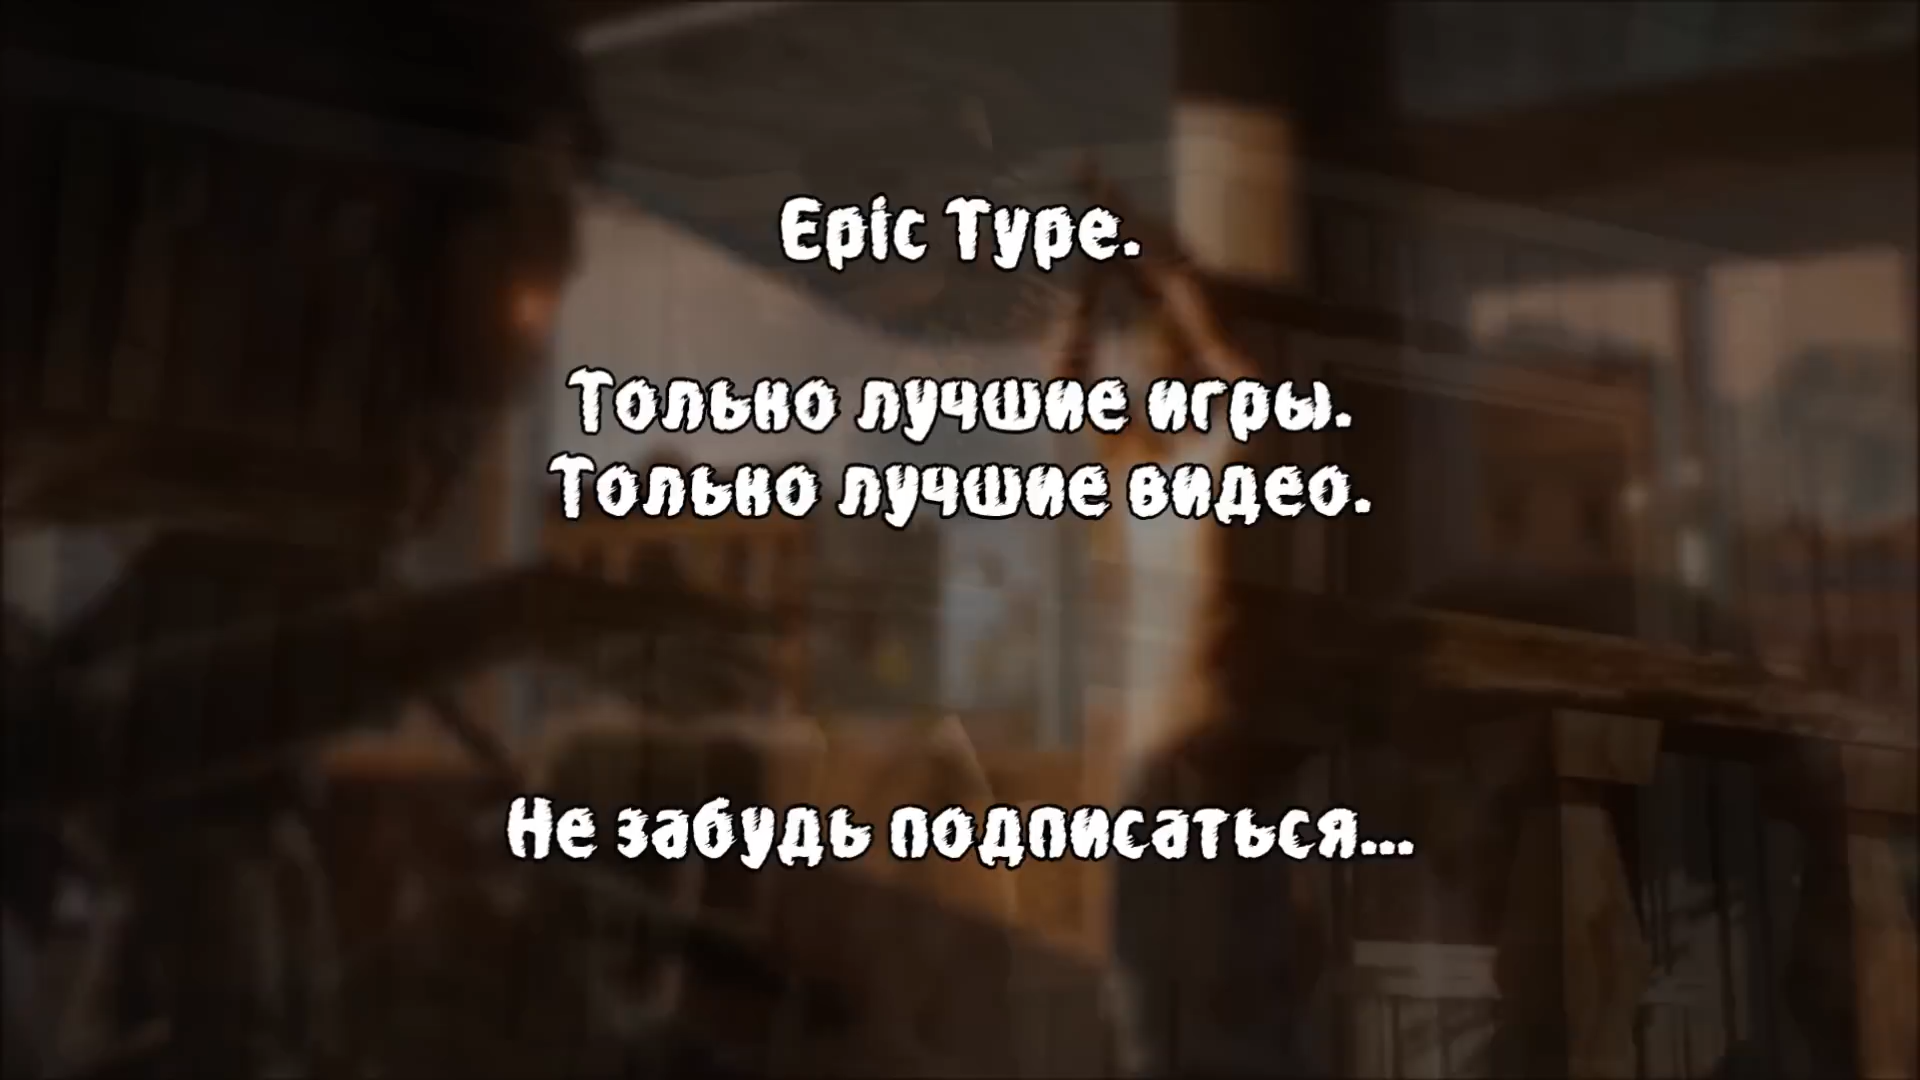 Epic Type.
Только лучшие игры.
Только лучшие видео.
Не забудь подписаться...